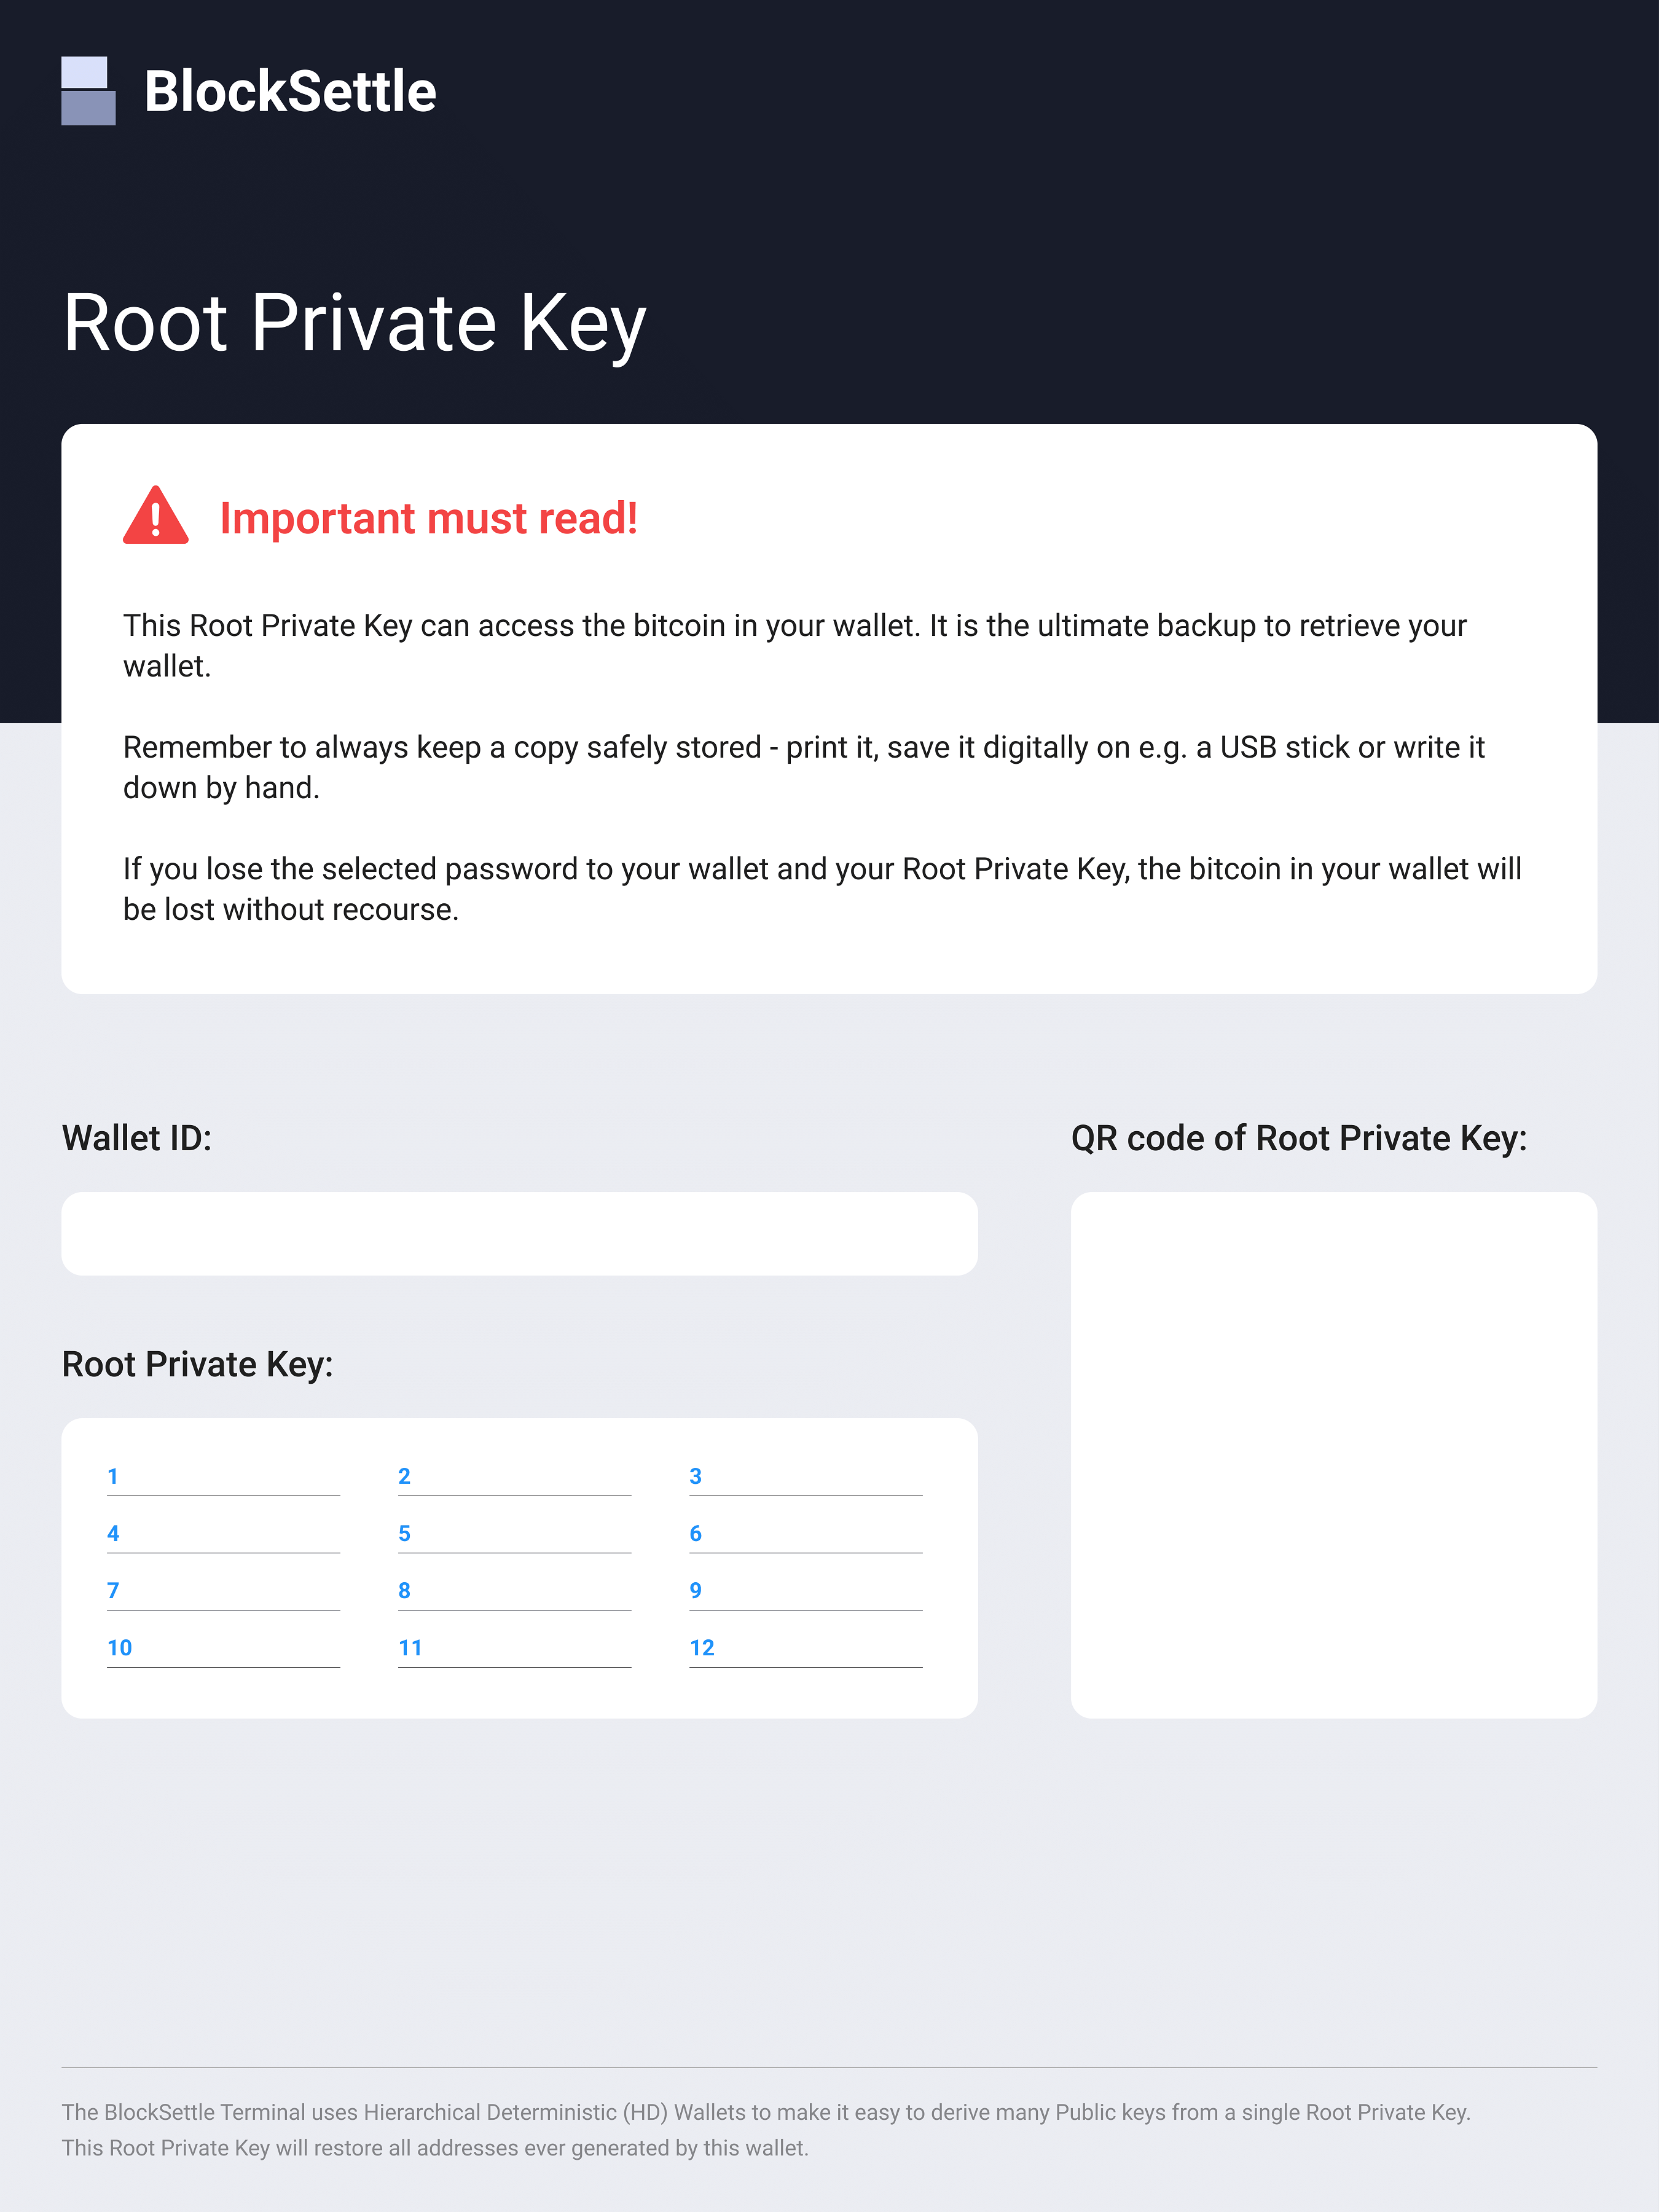 BlockSettle
Root Private Key
Important must read!
This Root Private Key can access the bitcoin in your wallet. It is the ultimate backup to retrieve your
wallet.
Remember to always keep a copy safely stored - print it, save it digitally on e.g. a USB stick or write it
down by hand.
If you lose the selected password to your wallet and your Root Private Key, the bitcoin in your wallet will
be lost without recourse.
Wallet ID:
QR code of Root Private Key:
Root Private Key:
1 2 3
4 5 6
7 8 9
10 11 12
The BlockSettle Terminal uses Hierarchical Deterministic (HD) Wallets to make it easy to derive many Public keys from a single Root Private Key.
This Root Private Key will restore all addresses ever generated by this wallet.